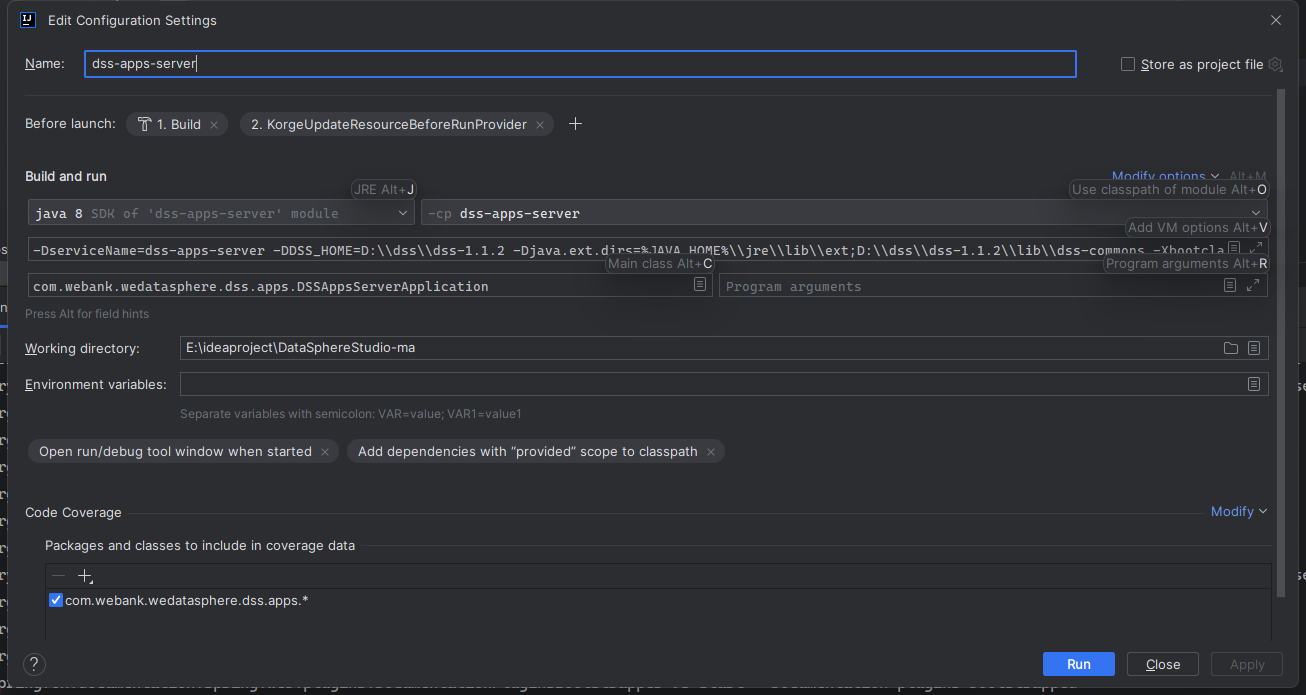 Edit Configuration Settings
Name: dss-apps-server Store as project file
Before launch: 1. Build 2. KorgeUpdateResourceBeforeRunProvider
Build and run Modify options Alt+M
JRE Alt+J Use classpath of module Alt+O
java 8 SDK of 'dss-apps-server' module -cp dss-apps-server
Add VM options Alt+V
-DserviceName=dss-apps-server -DDSS_HOME=D:\\dss\\dss-1.1.2 -Djava.ext.dirs=%JAVA_HOME%\\jre\\lib\\ext;D:\\dss\\dss-1.1.2\\lib\\dss-commons -Xbootcla
Main class Alt+C Program arguments Alt+R
com.webank.wedatasphere.dss.apps.DSSAppsServerApplication Program arguments
Press Alt for field hints
Working directory: E:\ideaproject\DataSphereStudio-ma
Environment variables:
Separate variables with semicolon: VAR=value; VAR1=value1
Open run/debug tool window when started Add dependencies with “provided” scope to classpath
Code Coverage Modify
Packages and classes to include in coverage data
com.webank.wedatasphere.dss.apps.*
? Run Close Apply